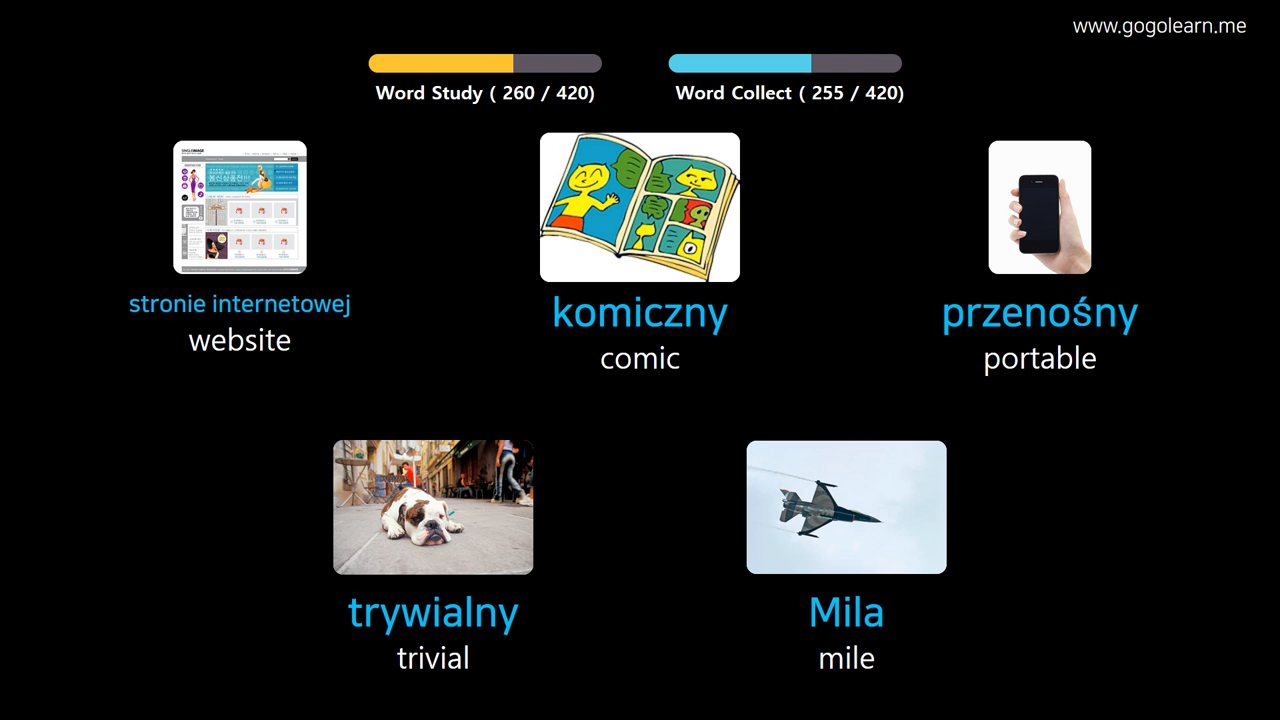 www.gogolearn.me
Word Study ( 260 / 420)
Word Collect ( 255 / 420)
stronie internetowej
website
komiczny
comic
przenośny
portable
trywialny
trivial
Mila
mile